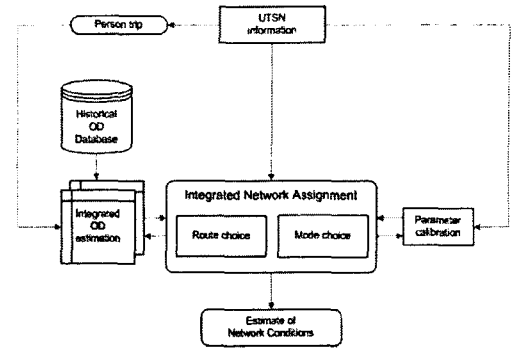 Person trip
UTSN
information
Historical
OD
Database
Integrated
OD
estimation
Integrated Network Assignment
Route choice
Mode choice
Parameter
calibration
Estimate of
Network Conditions